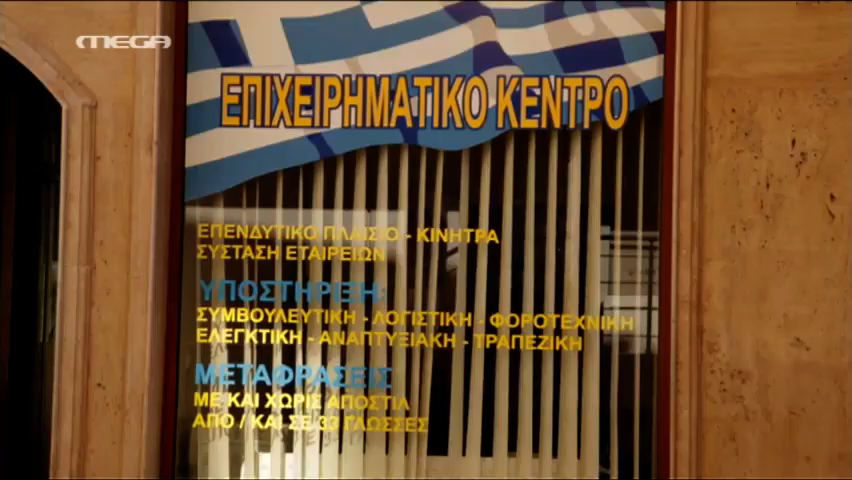 MEGA
ΕΠΙΧΕΙΡΗΜΑΤΙΚΟ ΚΕΝΤΡΟ
ΕΠΕΝΔΥΤΙΚΟ ΠΛΑΙΣΙΟ - ΚΙΝΗΤΡΑ
ΣΥΣΤΑΣΗ ΕΤΑΙΡΕΙΩΝ
ΥΠΟΣΤΗΡΙΞΗ
ΣΥΜΒΟΥΛΕΥΤΙΚΗ - ΛΟΓΙΣΤΙΚΗ - ΦΟΡΟΤΕΧΝΙΚΗ
ΕΛΕΓΚΤΙΚΗ - ΑΝΑΠΤΥΞΙΑΚΗ - ΤΡΑΠΕΖΙΚΗ
ΜΕΤΑΦΡΑΣΕΙΣ
ΜΕ ΚΑΙ ΧΩΡΙΣ ΑΠΟΣΤΙΛ
ΑΠΟ / ΚΑΙ ΣΕ 33 ΓΛΩΣΣΕΣ